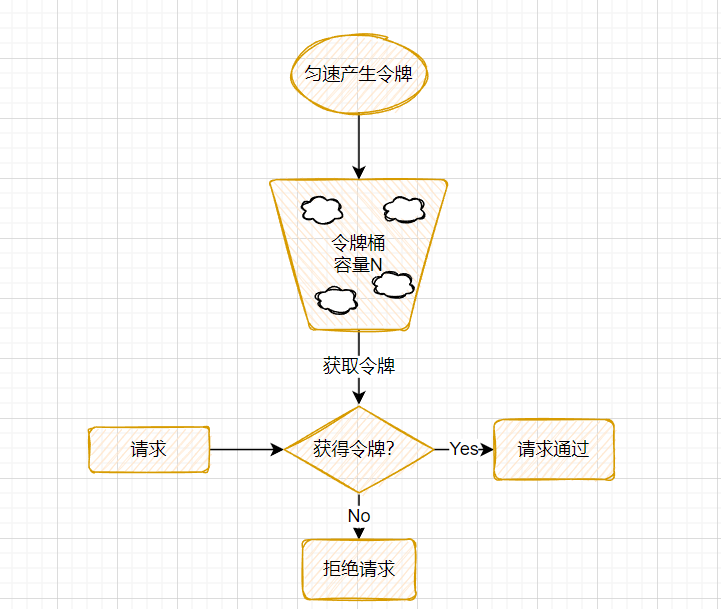 匀速产生令牌
令牌桶
容量N
获取令牌
请求
获得令牌?
Yes
请求通过
No
拒绝请求